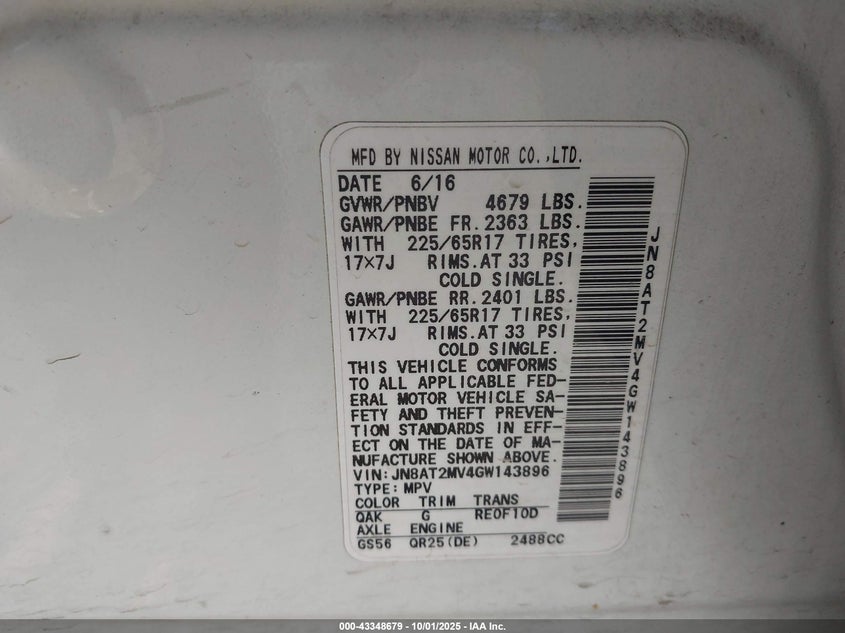 MFD BY NISSAN MOTOR CO.,LTD.
DATE 6/16
GVWR/PNBV 4679 LBS.
GAWR/PNBE FR. 2363 LBS.
WITH 225/65R17 TIRES,
17×7J RIMS.AT 33 PSI
COLD SINGLE.
GAWR/PNBE RR. 2401 LBS.
WITH 225/65R17 TIRES,
17×7J RIMS.AT 33 PSI
COLD SINGLE.
THIS VEHICLE CONFORMS
TO ALL APPLICABLE FED-
ERAL MOTOR VEHICLE SA-
FETY AND THEFT PREVEN-
TION STANDARDS IN EFF-
ECT ON THE DATE OF MA-
NUFACTURE SHOWN ABOVE.
VIN:JN8AT2MV4GW143896
TYPE:MPV
COLOR TRIM TRANS
QAK G RE0F10D
AXLE ENGINE
GS56 QR25(DE) 2488CC
JN8AT2MV4GW143896
000-43348679 - 10/01/2025 - IAA Inc.